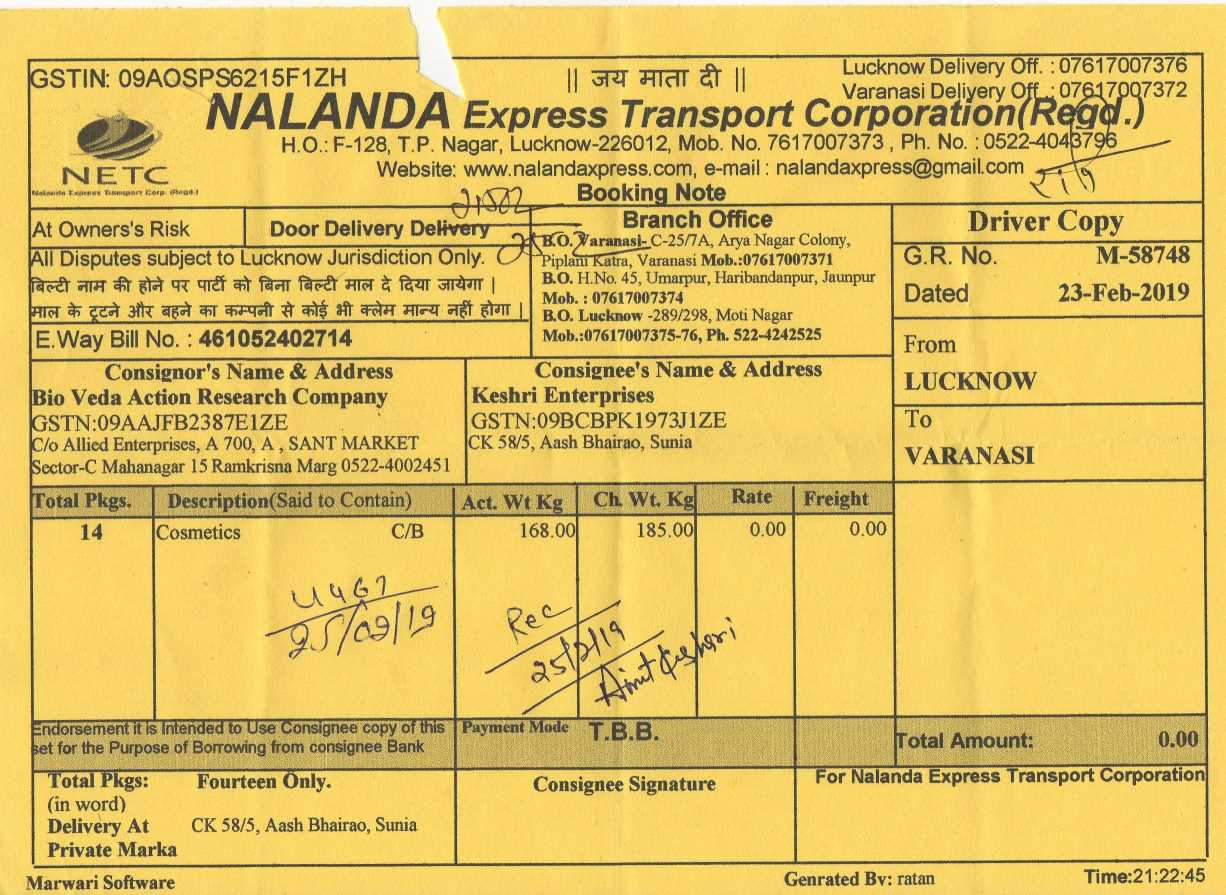 GSTIN: 09AOSPS6215F1ZH
|| जय माता दी ||
Lucknow Delivery Off. : 07617007376
Varanasi Delivery Off. : 07617007372
NALANDA Express Transport Corporation(Regd.)
H.O.: F-128, T.P. Nagar, Lucknow-226012, Mob. No. 7617007373 , Ph. No. : 0522-4043796
Website: www.nalandaxpress.com, e-mail : nalandaxpress@gmail.com
NETC
Nalanda Express Transport Corp. (Regd.)
Booking Note
At Owners's Risk
Door Delivery Delivery
All Disputes subject to Lucknow Jurisdiction Only.
बिल्टी नाम की होने पर पार्टी को बिना बिल्टी माल दे दिया जायेगा |
माल के टूटने और बहने का कम्पनी से कोई भी क्लेम मान्य नहीं होगा |
E.Way Bill No. : 461052402714
Branch Office
B.O. Varanasi- C-25/7A, Arya Nagar Colony,
Piplani Katra, Varanasi Mob.:07617007371
B.O. H.No. 45, Umarpur, Haribandanpur, Jaunpur
Mob. : 07617007374
B.O. Lucknow -289/298, Moti Nagar
Mob.:07617007375-76, Ph. 522-4242525
Driver Copy
G.R. No. M-58748
Dated 23-Feb-2019
From
LUCKNOW
To
VARANASI
Consignor's Name & Address
Bio Veda Action Research Company
GSTN:09AAJFB2387E1ZE
C/o Allied Enterprises, A 700, A , SANT MARKET
Sector-C Mahanagar 15 Ramkrisna Marg 0522-4002451
Consignee's Name & Address
Keshri Enterprises
GSTN:09BCBPK1973J1ZE
CK 58/5, Aash Bhairao, Sunia
Total Pkgs. Description(Said to Contain) Act. Wt Kg Ch. Wt. Kg Rate Freight
14 Cosmetics C/B 168.00 185.00 0.00 0.00
25/02/19
Rec
25/2/19
Amit Keshari
Endorsement it is Intended to Use Consignee copy of this
set for the Purpose of Borrowing from consignee Bank
Payment Mode T.B.B.
Total Amount: 0.00
Total Pkgs: Fourteen Only.
(in word)
Delivery At CK 58/5, Aash Bhairao, Sunia
Private Marka
Consignee Signature
For Nalanda Express Transport Corporation
Marwari Software
Genrated By: ratan
Time:21:22:45